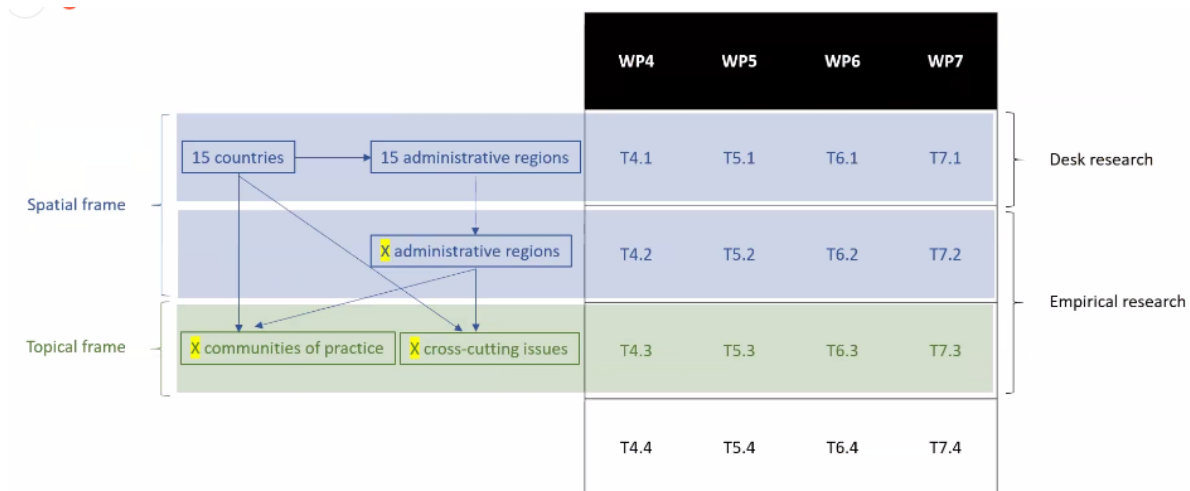 WP4 WP5 WP6 WP7
15 countries 15 administrative regions T4.1 T5.1 T6.1 T7.1 Desk research
Spatial frame
X administrative regions T4.2 T5.2 T6.2 T7.2
Empirical research
Topical frame X communities of practice X cross-cutting issues T4.3 T5.3 T6.3 T7.3
T4.4 T5.4 T6.4 T7.4